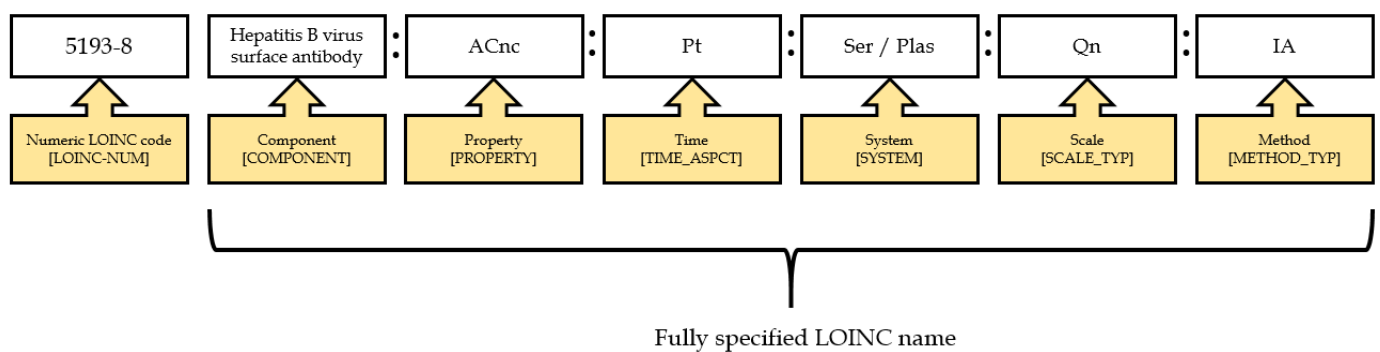 5193-8
Hepatitis B virus
surface antibody
:
ACnc
:
Pt
:
Ser / Plas
:
Qn
:
IA
Numeric LOINC code
[LOINC-NUM]
Component
[COMPONENT]
Property
[PROPERTY]
Time
[TIME_ASPCT]
System
[SYSTEM]
Scale
[SCALE_TYP]
Method
[METHOD_TYP]
Fully specified LOINC name